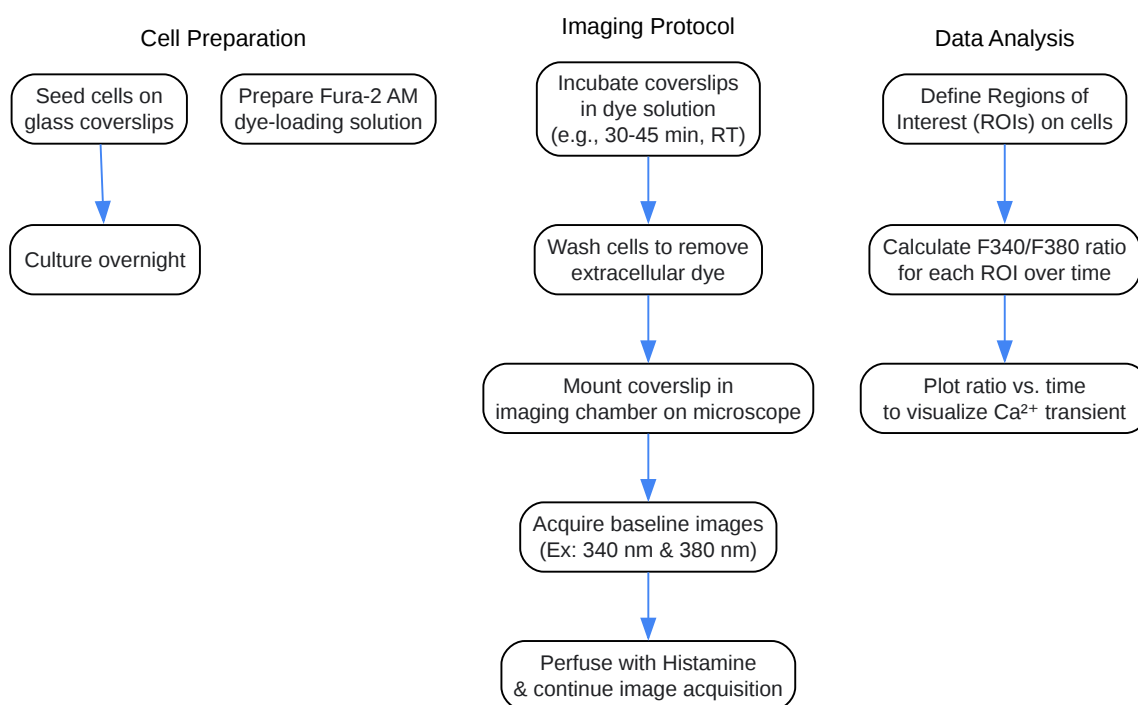 Cell Preparation
Seed cells on
glass coverslips
Prepare Fura-2 AM
dye-loading solution
Culture overnight
Imaging Protocol
Incubate coverslips
in dye solution
(e.g., 30-45 min, RT)
Wash cells to remove
extracellular dye
Mount coverslip in
imaging chamber on microscope
Acquire baseline images
(Ex: 340 nm & 380 nm)
Perfuse with Histamine
& continue image acquisition
Data Analysis
Define Regions of
Interest (ROIs) on cells
Calculate F340/F380 ratio
for each ROI over time
Plot ratio vs. time
to visualize Ca²⁺ transient